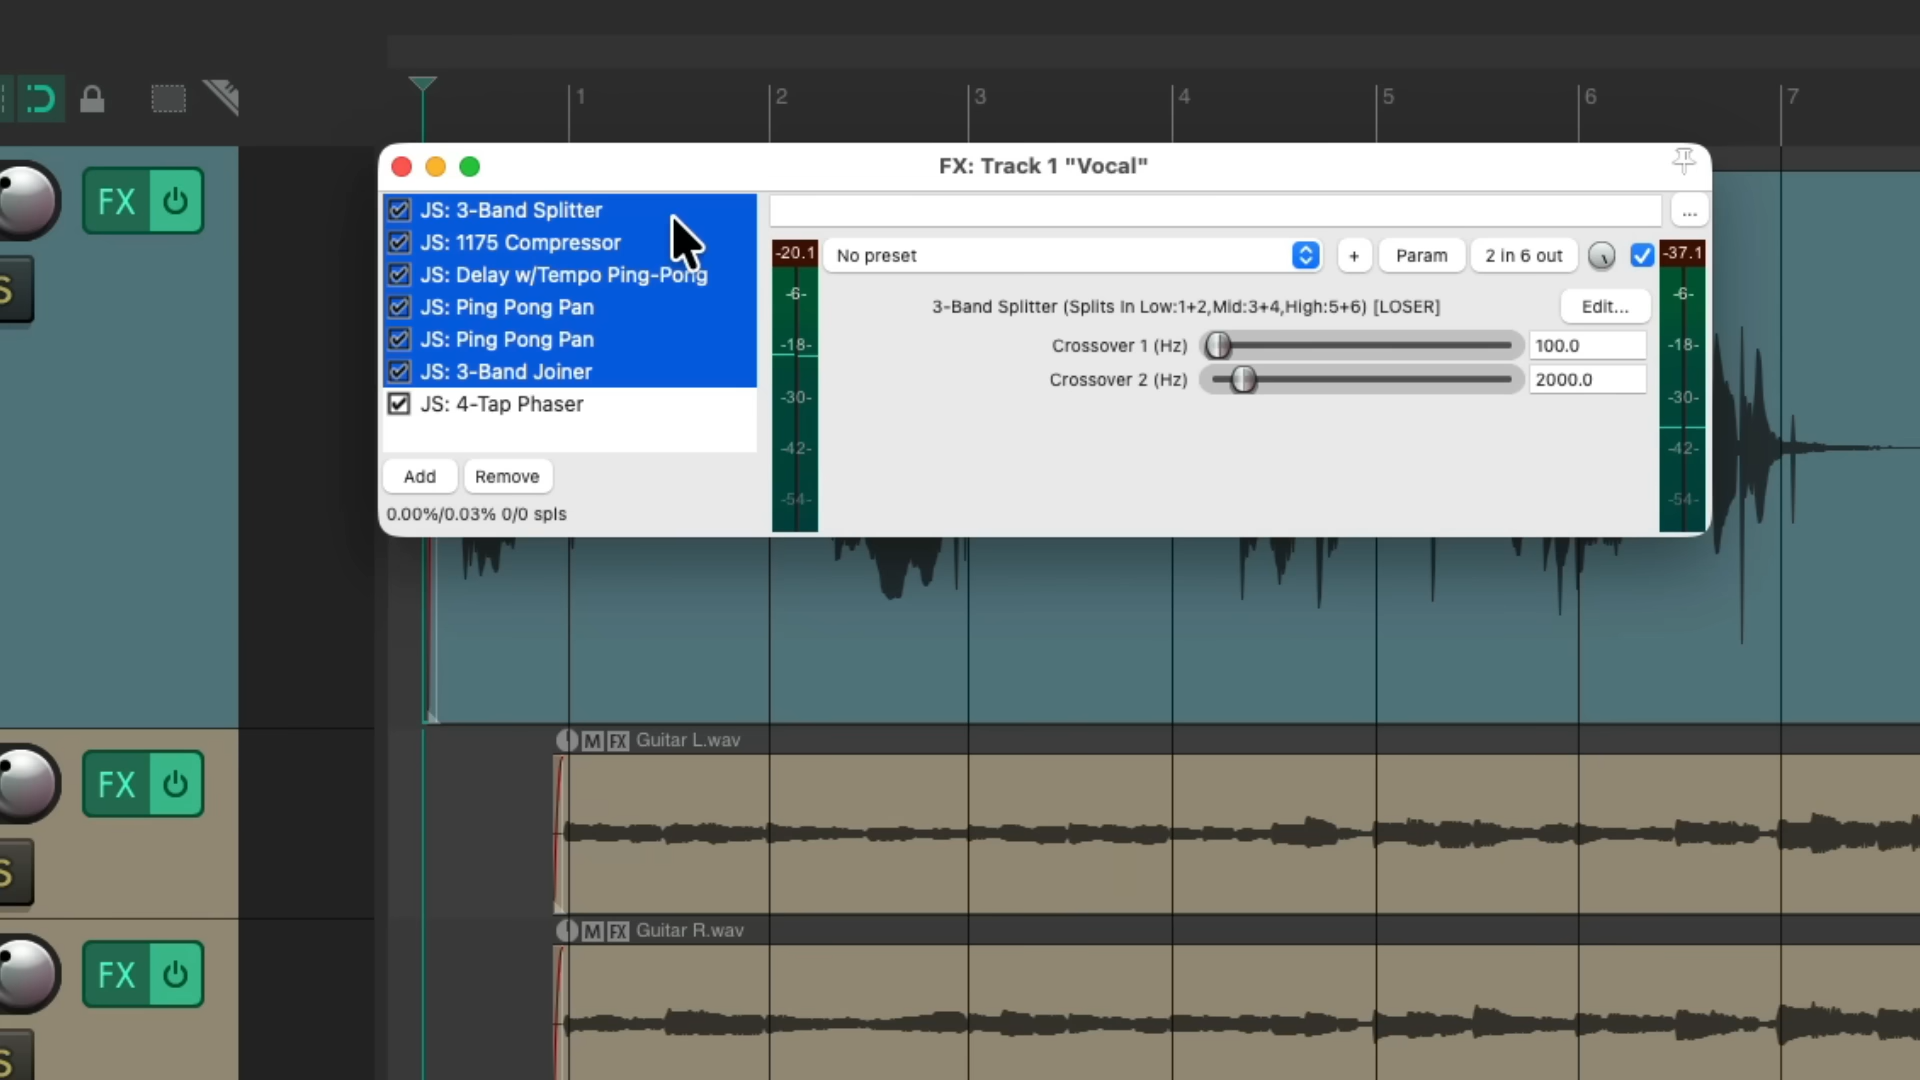 1 2 3 4 5 6 7
FX
S
FX: Track 1 "Vocal"
JS: 3-Band Splitter
JS: 1175 Compressor
JS: Delay w/Tempo Ping-Pong
JS: Ping Pong Pan
JS: Ping Pong Pan
JS: 3-Band Joiner
JS: 4-Tap Phaser
Add Remove
0.00%/0.03% 0/0 spls
...
-20.1 No preset + Param 2 in 6 out -37.1
3-Band Splitter (Splits In Low:1+2,Mid:3+4,High:5+6) [LOSER] Edit...
Crossover 1 (Hz) 100.0
Crossover 2 (Hz) 2000.0
-6-
-18-
-30-
-42-
-54-
-6-
-18-
-30-
-42-
-54-
M FX Guitar L.wav
FX
S
M FX Guitar R.wav
FX
S